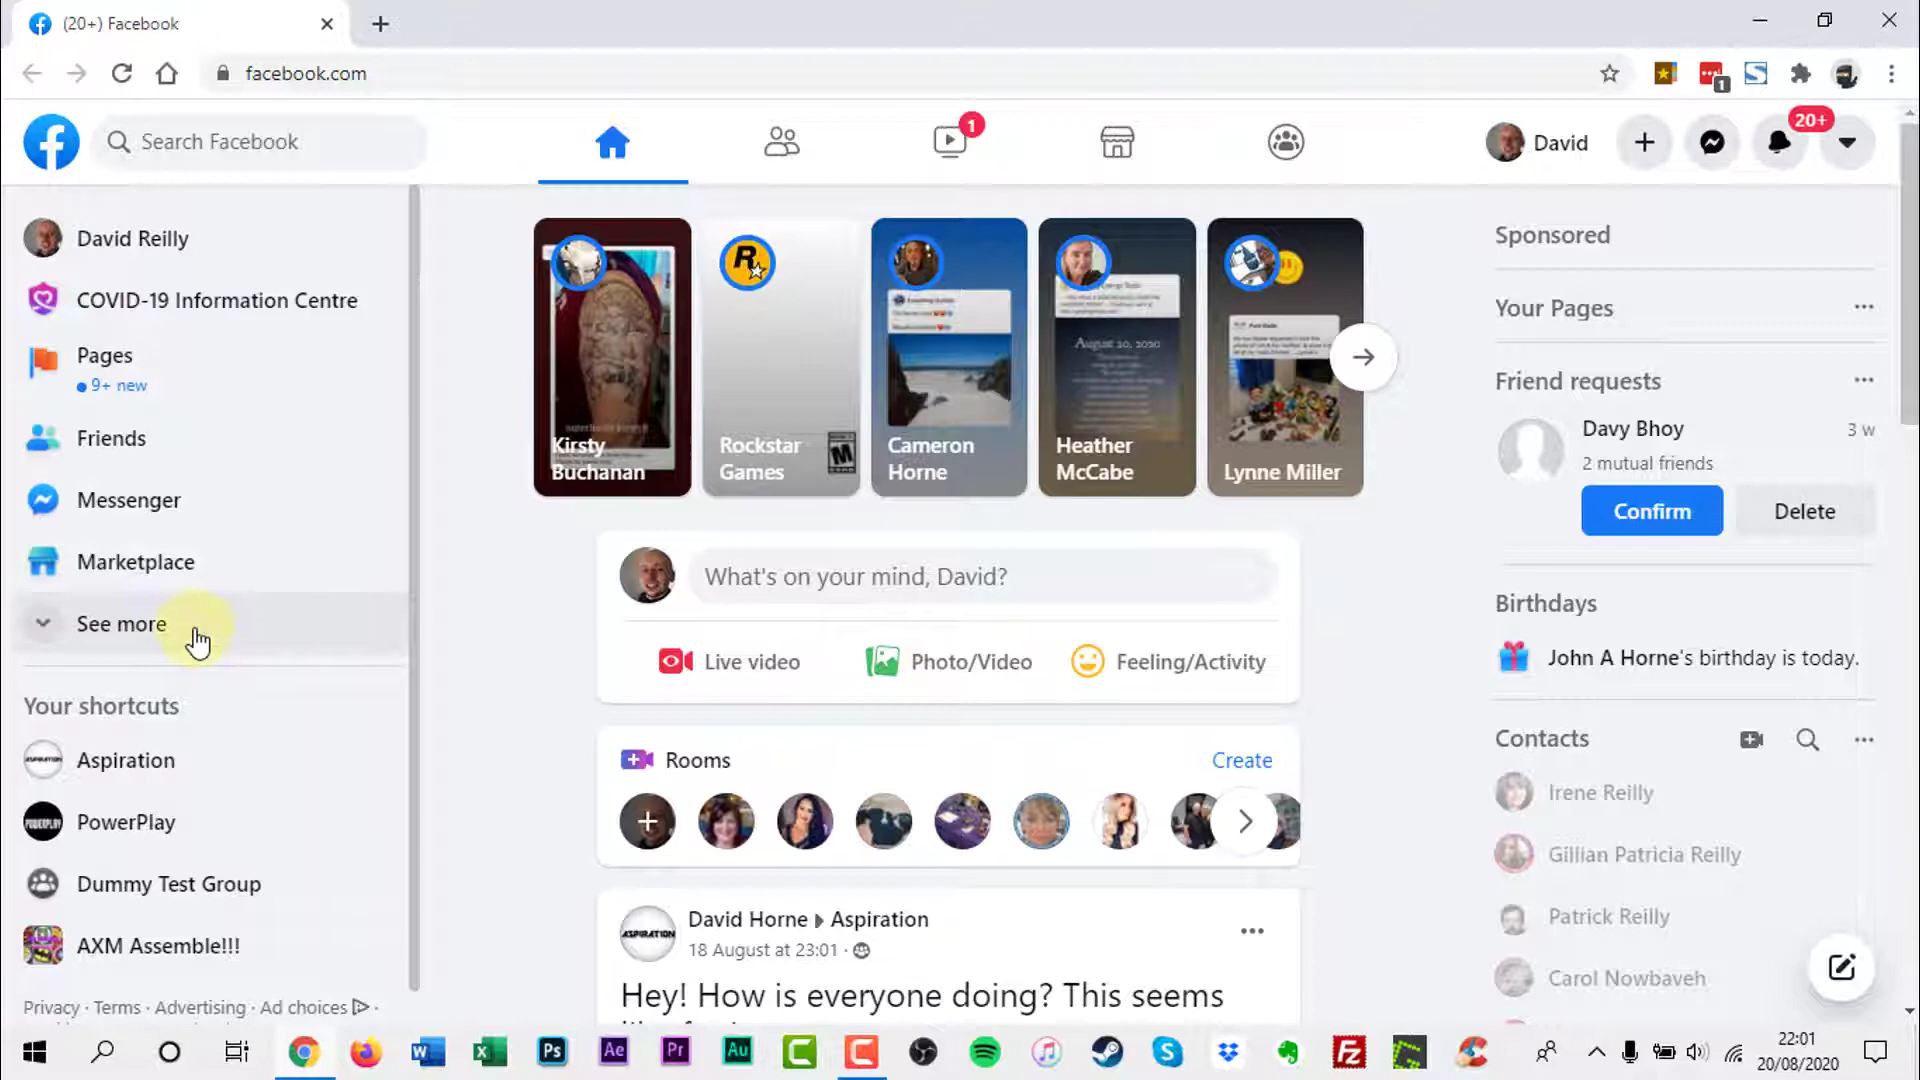 (20+) Facebook
facebook.com
1
Search Facebook
1
David
20+
David Reilly
COVID-19 Information Centre
Pages
9+ new
Friends
Messenger
Marketplace
See more
Your shortcuts
Aspiration
PowerPlay
Dummy Test Group
AXM Assemble!!!
Privacy · Terms · Advertising · Ad choices ·
Kirsty
Buchanan
Rockstar
Games
Cameron
Horne
August 20, 2020
Heather
McCabe
Lynne Miller
What's on your mind, David?
Live video
Photo/Video
Feeling/Activity
Rooms
Create
ASPIRATION
David Horne Aspiration
18 August at 23:01 ·
Hey! How is everyone doing? This seems
Sponsored
Your Pages
Friend requests
Davy Bhoy
3 w
2 mutual friends
Confirm
Delete
Birthdays
John A Horne's birthday is today.
Contacts
Irene Reilly
Gillian Patricia Reilly
Patrick Reilly
Carol Nowbaveh
22:01
20/08/2020